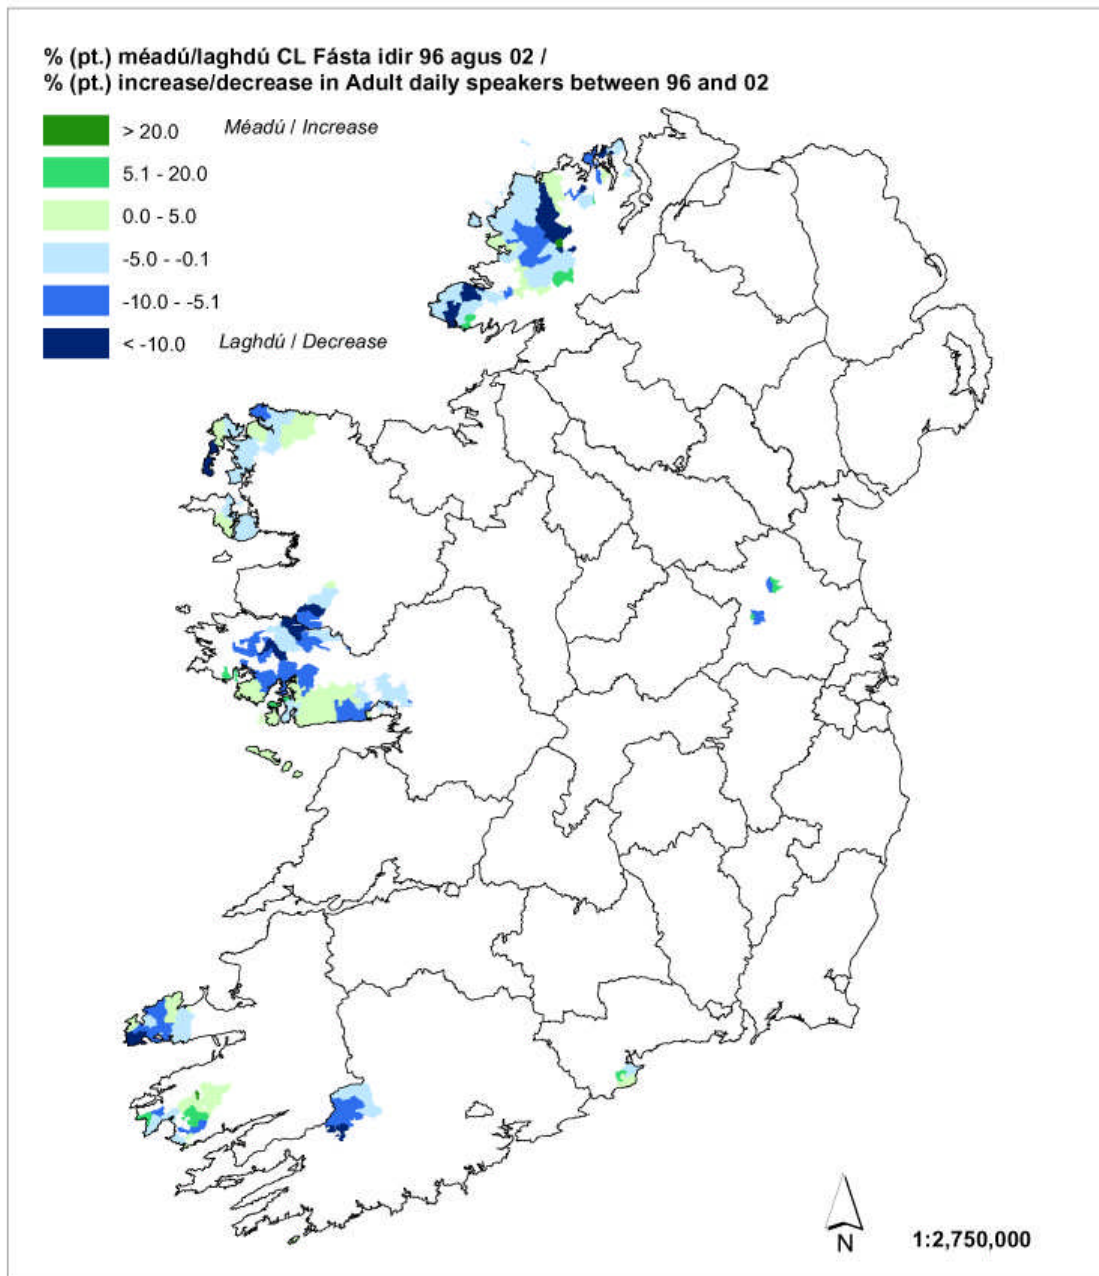 % (pt.) méadú/laghdú CL Fásta idir 96 agus 02 /
% (pt.) increase/decrease in Adult daily speakers between 96 and 02
> 20.0 Méadú / Increase
5.1 - 20.0
0.0 - 5.0
-5.0 - -0.1
-10.0 - -5.1
< -10.0 Laghdú / Decrease
N
1:2,750,000